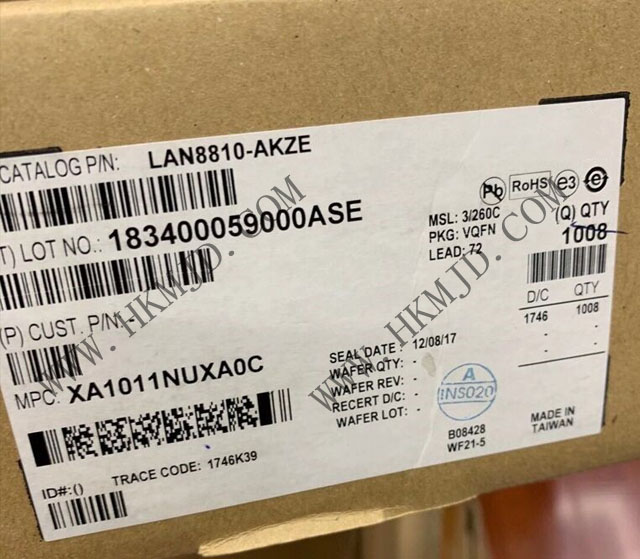 CATALOG P/N: LAN8810-AKZE
Pb RoHS e3 e
T) LOT NO.: 183400059000ASE
MSL: 3/260C
PKG: VQFN
LEAD: 72
(Q) QTY
1008
(P) CUST. P/N: -
D/C QTY
1746 1008
- -
- -
MPC: XA1011NUXA0C
SEAL DATE: 12/08/17
WAFER QTY: -
WAFER REV: -
RECERT D/C: -
WAFER LOT: -
A
INS020
B08428
WF21-5
MADE IN
TAIWAN
TRACE CODE: 1746K39
ID#:()
WWW.HKMJD.COM
WWW.HKMJD.COM